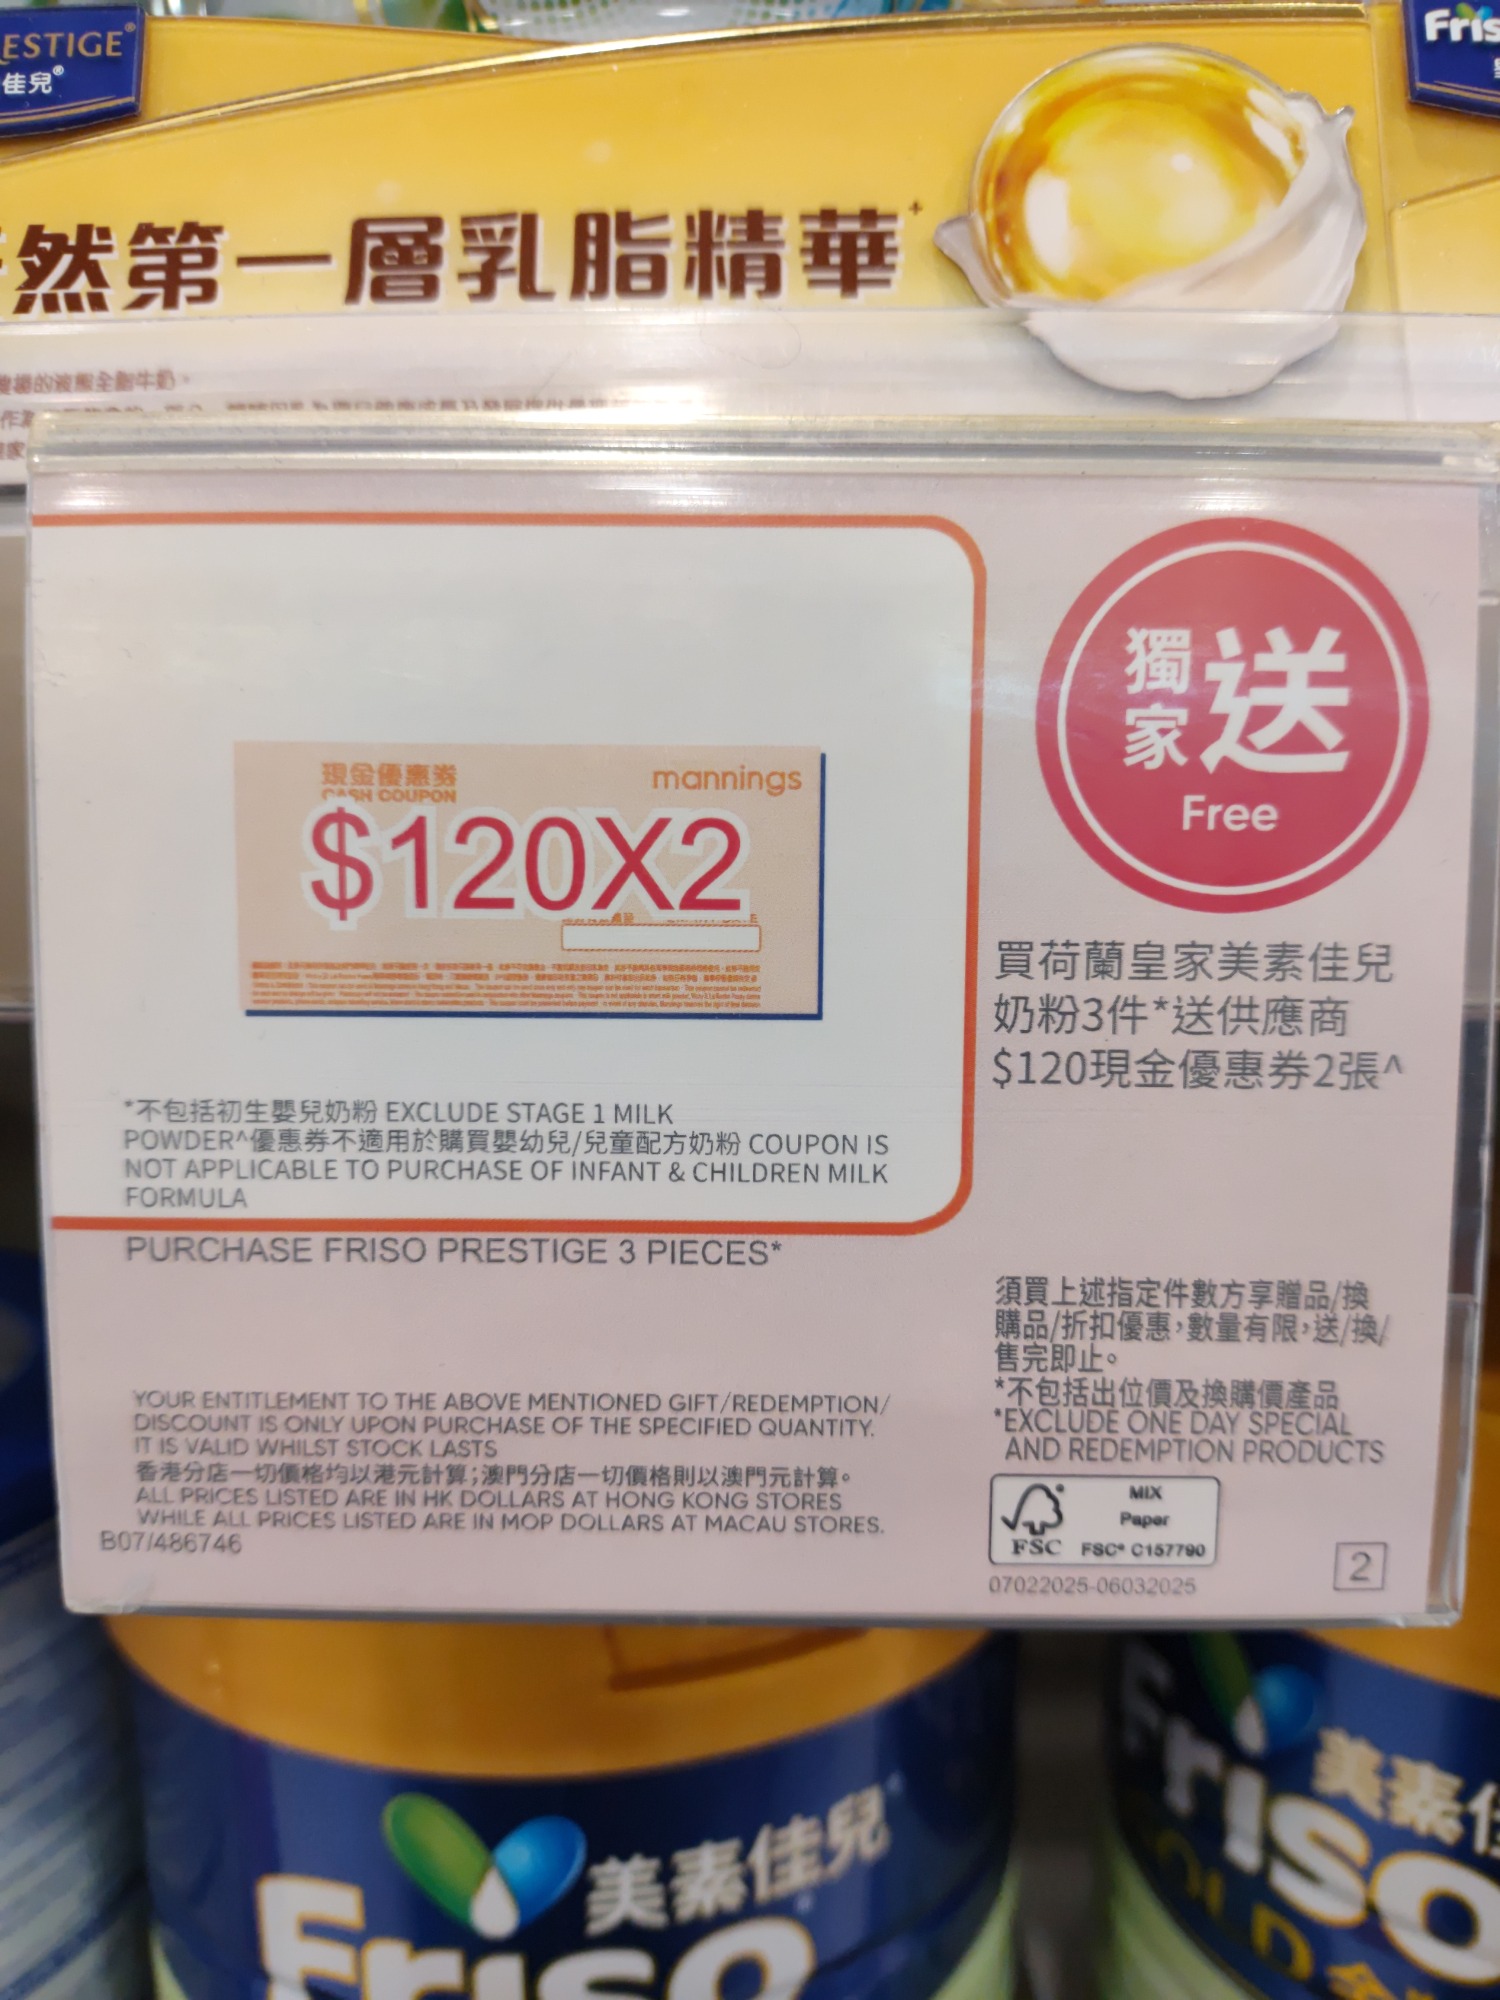 ESTIGE®
佳兒®
Fris
然第一層乳脂精華+
的液態全脂牛奶。
獨家送
Free
現金優惠券
CASH COUPON
mannings
$120X2
買荷蘭皇家美素佳兒
奶粉3件*送供應商
$120現金優惠券2張^
*不包括初生嬰兒奶粉 EXCLUDE STAGE 1 MILK
POWDER^優惠券不適用於購買嬰幼兒/兒童配方奶粉 COUPON IS
NOT APPLICABLE TO PURCHASE OF INFANT & CHILDREN MILK
FORMULA
PURCHASE FRISO PRESTIGE 3 PIECES*
須買上述指定件數方享贈品/換
購品/折扣優惠,數量有限,送/換/
售完即止。
*不包括出位價及換購價產品
*EXCLUDE ONE DAY SPECIAL
AND REDEMPTION PRODUCTS
YOUR ENTITLEMENT TO THE ABOVE MENTIONED GIFT/REDEMPTION/
DISCOUNT IS ONLY UPON PURCHASE OF THE SPECIFIED QUANTITY.
IT IS VALID WHILST STOCK LASTS
香港分店一切價格均以港元計算;澳門分店一切價格則以澳門元計算。
ALL PRICES LISTED ARE IN HK DOLLARS AT HONG KONG STORES
WHILE ALL PRICES LISTED ARE IN MOP DOLLARS AT MACAU STORES.
B07/486746
FSC
MIX
Paper
FSC® C157790
07022025-06032025
2
美素佳兒
Friso
美素佳
Friso
GOLD